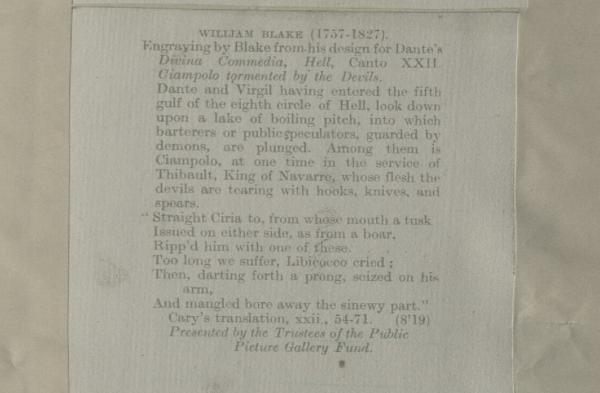 WILLIAM BLAKE (1757-1827).
Engraving by Blake from his design for Dante's
Divina Commedia, Hell, Canto XXII.
Ciampolo tormented by the Devils.
Dante and Virgil having entered the fifth
gulf of the eighth circle of Hell, look down
upon a lake of boiling pitch, into which
barterers or public peculators, guarded by
demons, are plunged. Among them is
Ciampolo, at one time in the service of
Thibault, King of Navarre, whose flesh the
devils are tearing with hooks, knives, and
spears.
"Straight Ciria to, from whose mouth a tusk
Issued on either side, as from a boar,
Ripp'd him with one of these.
Too long we suffer, Libicocco cried;
Then, darting forth a prong, seized on his
arm,
And mangled bore away the sinewy part."
Cary's translation, xxii., 54-71. (8'19)
Presented by the Trustees of the Public
Picture Gallery Fund.